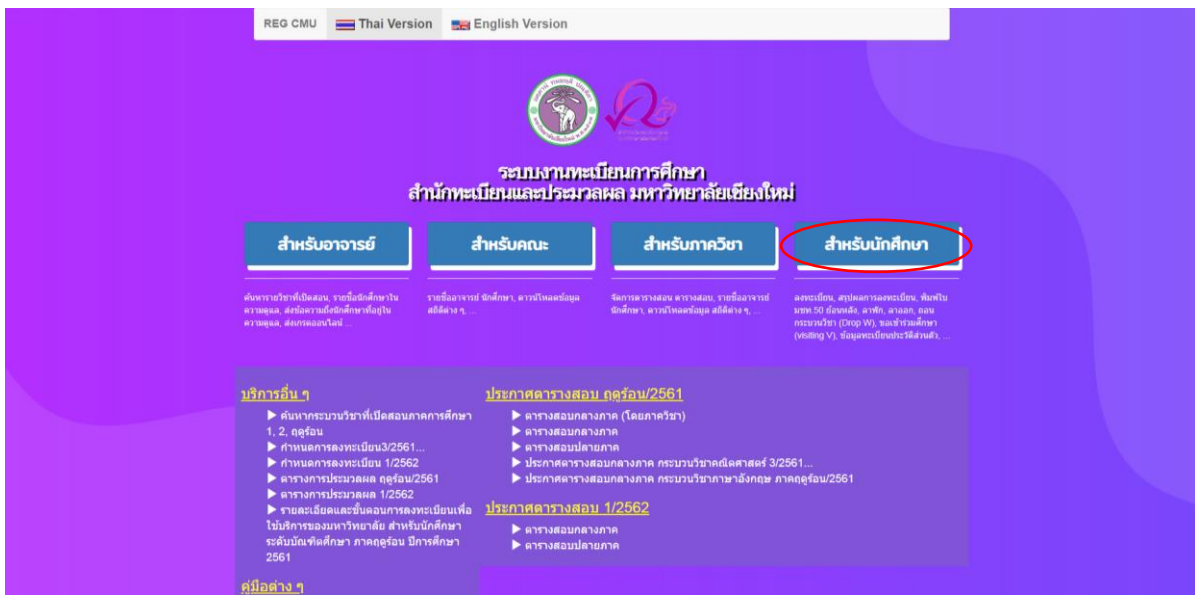 REG CMU Thai Version English Version
ระบบงานทะเบียนการศึกษา
สำนักทะเบียนและประมวลผล มหาวิทยาลัยเชียงใหม่
สำหรับอาจารย์
สำหรับคณะ
สำหรับภาควิชา
สำหรับนักศึกษา
ค้นหารายวิชาที่เปิดสอน, รายชื่อนักศึกษาใน
ความดูแล, ส่งข้อความถึงนักศึกษาที่อยู่ใน
ความดูแล, ส่งเกรดออนไลน์ ...
รายชื่ออาจารย์ นักศึกษา, ดาวน์โหลดข้อมูล
สถิติต่าง ๆ, ...
จัดการตารางสอน ตารางสอบ, รายชื่ออาจารย์
นักศึกษา, ดาวน์โหลดข้อมูล สถิติต่าง ๆ, ...
ลงทะเบียน, สรุปผลการลงทะเบียน, พิมพ์ใบ
มชท.50 ย้อนหลัง, ลาพัก, ลาออก, ถอน
กระบวนวิชา (Drop W), ขอเข้าร่วมศึกษา
(Visiting V), ข้อมูลทะเบียนประวัติส่วนตัว, ...
บริการอื่น ๆ
▶ ค้นหากระบวนวิชาที่เปิดสอนภาคการศึกษา
1, 2, ฤดูร้อน
▶ กำหนดการลงทะเบียน3/2561...
▶ กำหนดการลงทะเบียน 1/2562
▶ ตารางการประมวลผล ฤดูร้อน/2561
▶ ตารางการประมวลผล 1/2562
▶ รายละเอียดและขั้นตอนการลงทะเบียนเพื่อ
ใช้บริการของมหาวิทยาลัย สำหรับนักศึกษา
ระดับบัณฑิตศึกษา ภาคฤดูร้อน ปีการศึกษา
2561
คู่มือต่าง ๆ
ประกาศตารางสอบ ฤดูร้อน/2561
▶ ตารางสอบกลางภาค (โดยภาควิชา)
▶ ตารางสอบกลางภาค
▶ ตารางสอบปลายภาค
▶ ประกาศตารางสอบกลางภาค กระบวนวิชาคณิตศาสตร์ 3/2561...
▶ ประกาศตารางสอบกลางภาค กระบวนวิชาภาษาอังกฤษ ภาคฤดูร้อน/2561
ประกาศตารางสอบ 1/2562
▶ ตารางสอบกลางภาค
▶ ตารางสอบปลายภาค